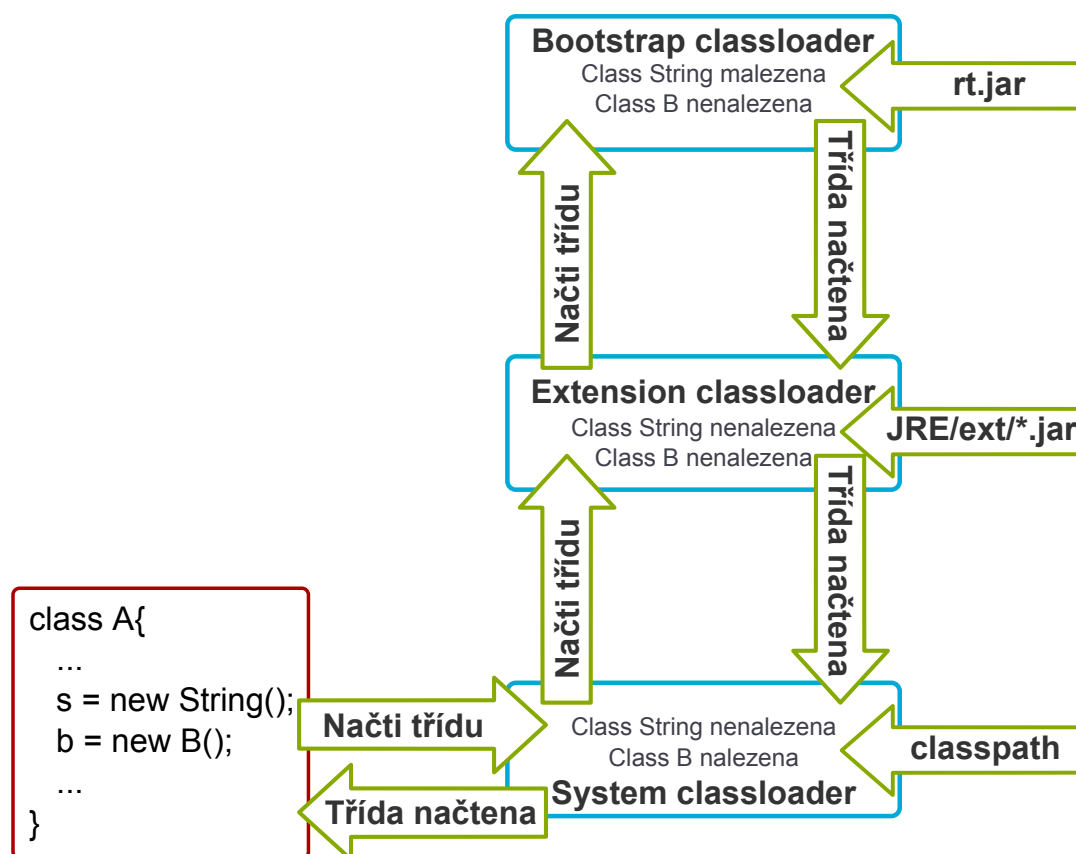 Bootstrap classloader
Class String malezena
Class B nenalezena
rt.jar
Načti třídu
Třída načtena
Extension classloader
Class String nenalezena
Class B nenalezena
JRE/ext/*.jar
Načti třídu
Třída načtena
class A{
...
s = new String();
b = new B();
...
}
Načti třídu
Třída načtena
Class String nenalezena
Class B nalezena
System classloader
classpath